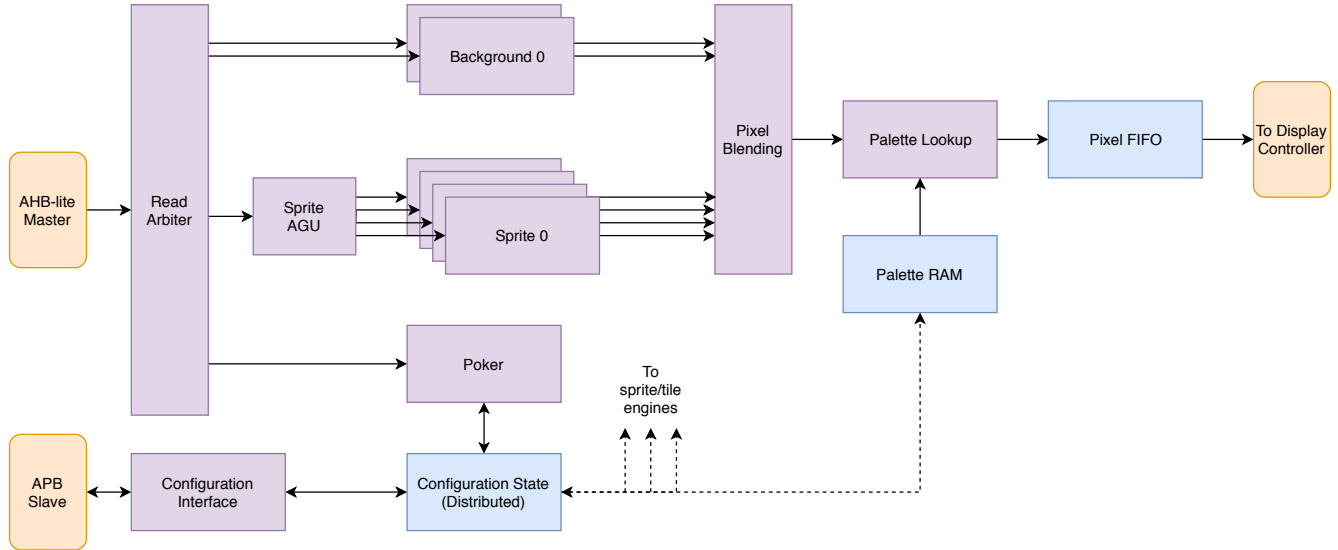 Background 0
Pixel
Blending
Palette Lookup
Pixel FIFO
To Display
Controller
AHB-lite
Master
Read
Arbiter
Sprite
AGU
Sprite 0
Palette RAM
Poker
To
sprite/tile
engines
APB
Slave
Configuration
Interface
Configuration State
(Distributed)